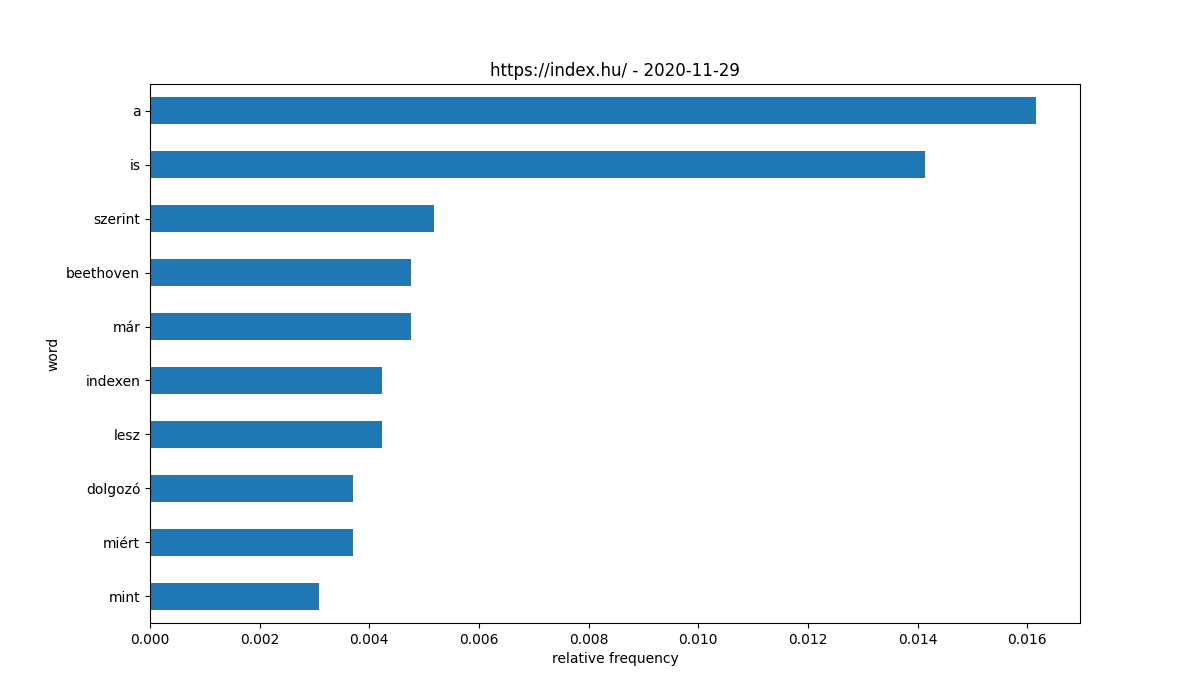 https://index.hu/ - 2020-11-29
a
is
szerint
beethoven
már
indexen
lesz
dolgozó
miért
mint
word
0.000 0.002 0.004 0.006 0.008 0.010 0.012 0.014 0.016
relative frequency